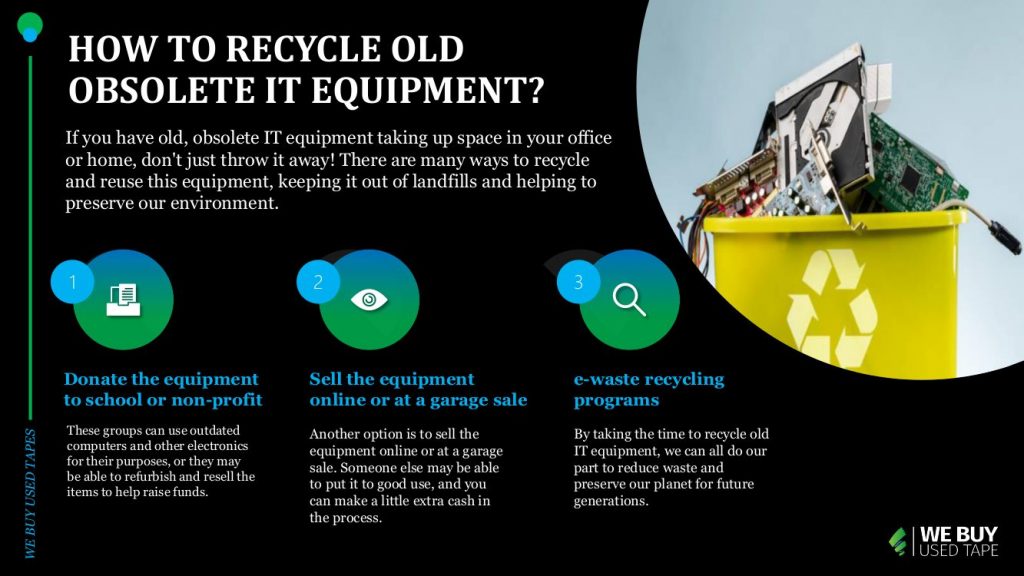 HOW TO RECYCLE OLD
OBSOLETE IT EQUIPMENT?
If you have old, obsolete IT equipment taking up space in your office
or home, don't just throw it away! There are many ways to recycle
and reuse this equipment, keeping it out of landfills and helping to
preserve our environment.
1
Donate the equipment
to school or non-profit
These groups can use outdated
computers and other electronics
for their purposes, or they may
be able to refurbish and resell the
items to help raise funds.
2
Sell the equipment
online or at a garage sale
Another option is to sell the
equipment online or at a garage
sale. Someone else may be able
to put it to good use, and you
can make a little extra cash in
the process.
3
e-waste recycling
programs
By taking the time to recycle old
IT equipment, we can all do our
part to reduce waste and
preserve our planet for future
generations.
WE BUY USED TAPES
WE BUY
USED TAPE